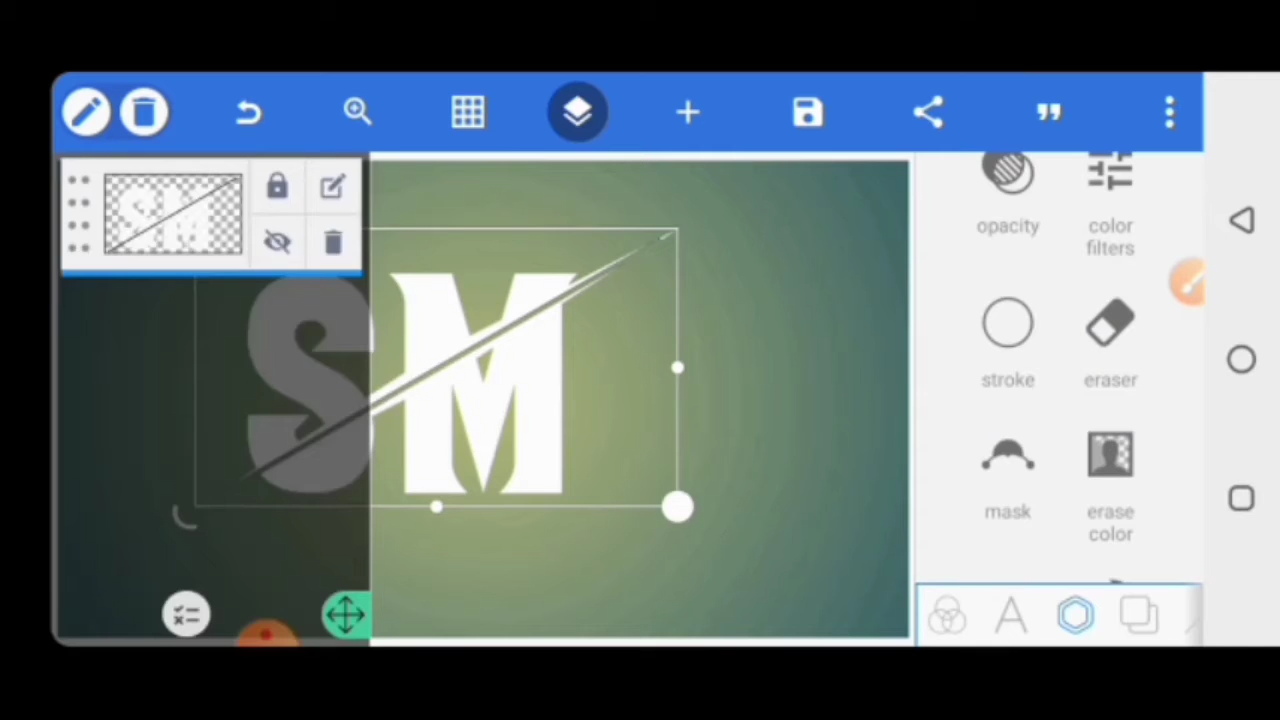 opacity
color
filters
stroke
eraser
mask
erase
color
SM